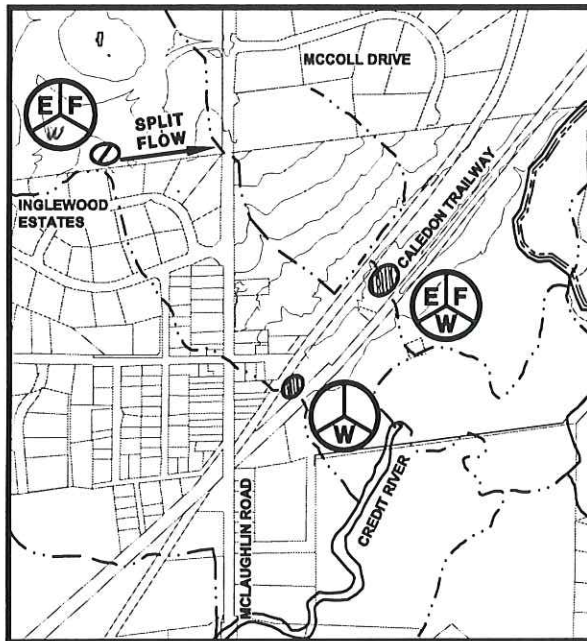 MCCOLL DRIVE
E F
W
SPLIT
FLOW
INGLEWOOD
ESTATES
CALEDON TRAILWAY
E F
W
W
MCLAUGHLIN ROAD
CREDIT RIVER